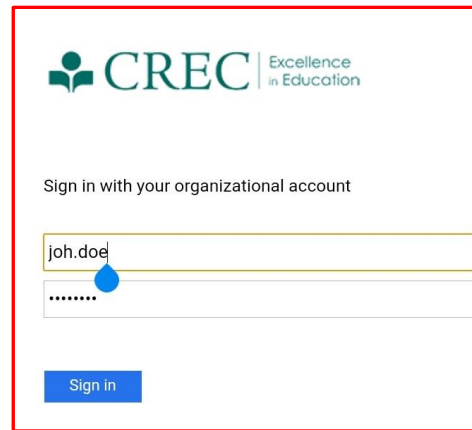 CREC
Excellence
in Education
Sign in with your organizational account
joh.doe
••••••••
Sign in